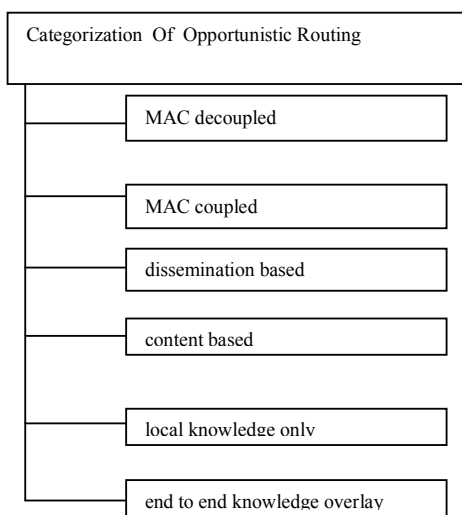 Categorization Of Opportunistic Routing
MAC decoupled
MAC coupled
dissemination based
content based
local knowledge only
end to end knowledge overlay